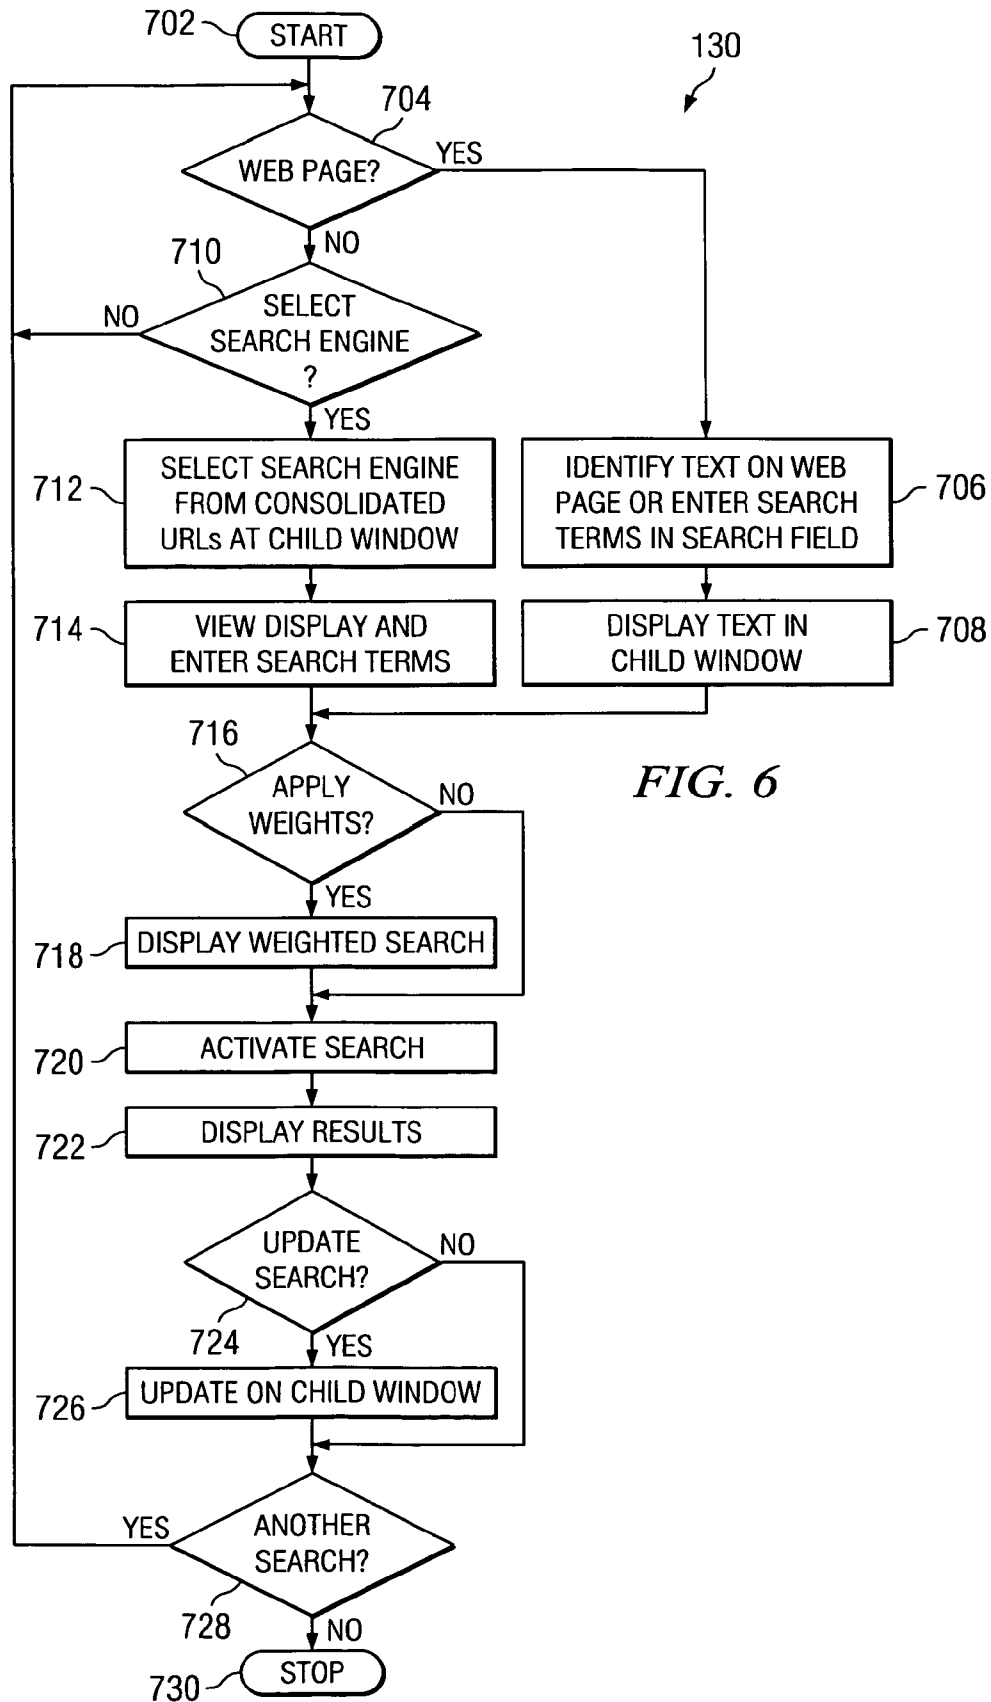 702
START
130
704
WEB PAGE?
YES
NO
710
SELECT
SEARCH ENGINE
?
NO
YES
712
SELECT SEARCH ENGINE
FROM CONSOLIDATED
URLs AT CHILD WINDOW
IDENTIFY TEXT ON WEB
PAGE OR ENTER SEARCH
TERMS IN SEARCH FIELD
706
714
VIEW DISPLAY AND
ENTER SEARCH TERMS
DISPLAY TEXT IN
CHILD WINDOW
708
716
APPLY
WEIGHTS?
NO
YES
FIG. 6
718
DISPLAY WEIGHTED SEARCH
720
ACTIVATE SEARCH
722
DISPLAY RESULTS
UPDATE
SEARCH?
NO
724
YES
726
UPDATE ON CHILD WINDOW
YES
ANOTHER
SEARCH?
728
NO
730
STOP